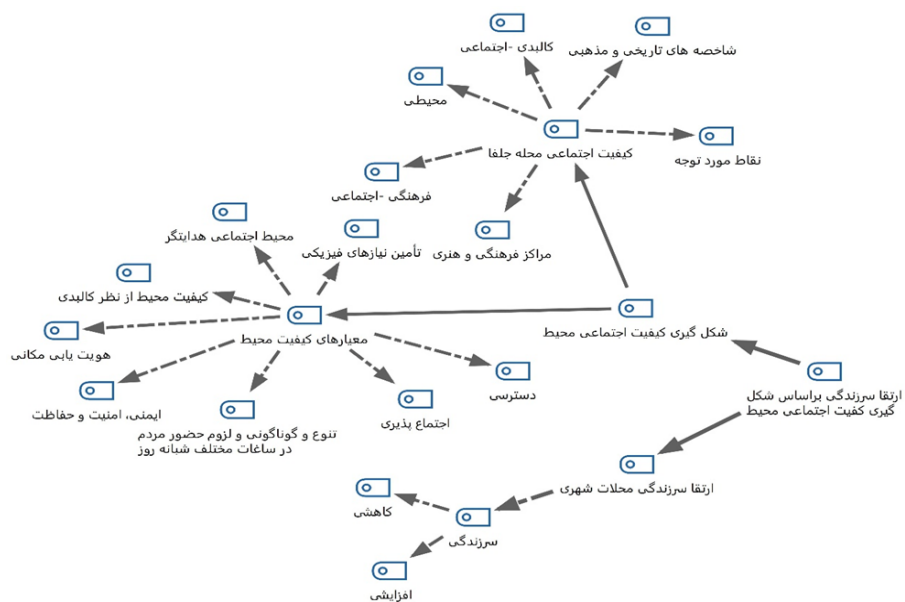 کالبدی -اجتماعی
شاخصه های تاریخی و مذهبی
محیطی
کیفیت اجتماعی محله جلفا
نقاط مورد توجه
فرهنگی -اجتماعی
مراکز فرهنگی و هنری
محیط اجتماعی هدایتگر
تأمین نیازهای فیزیکی
کیفیت محیط از نظر کالبدی
شکل گیری کیفیت اجتماعی محیط
معیارهای کیفیت محیط
هویت یابی مکانی
دسترسی
ارتقا سرزندگی براساس شکل
گیری کفیت اجتماعی محیط
ایمنی، امنیت و حفاظت
اجتماع پذیری
تنوع و گوناگونی و لزوم حضور مردم
در ساغات مختلف شبانه روز
ارتقا سرزندگی محلات شهری
کاهشی
سرزندگی
افزایشی